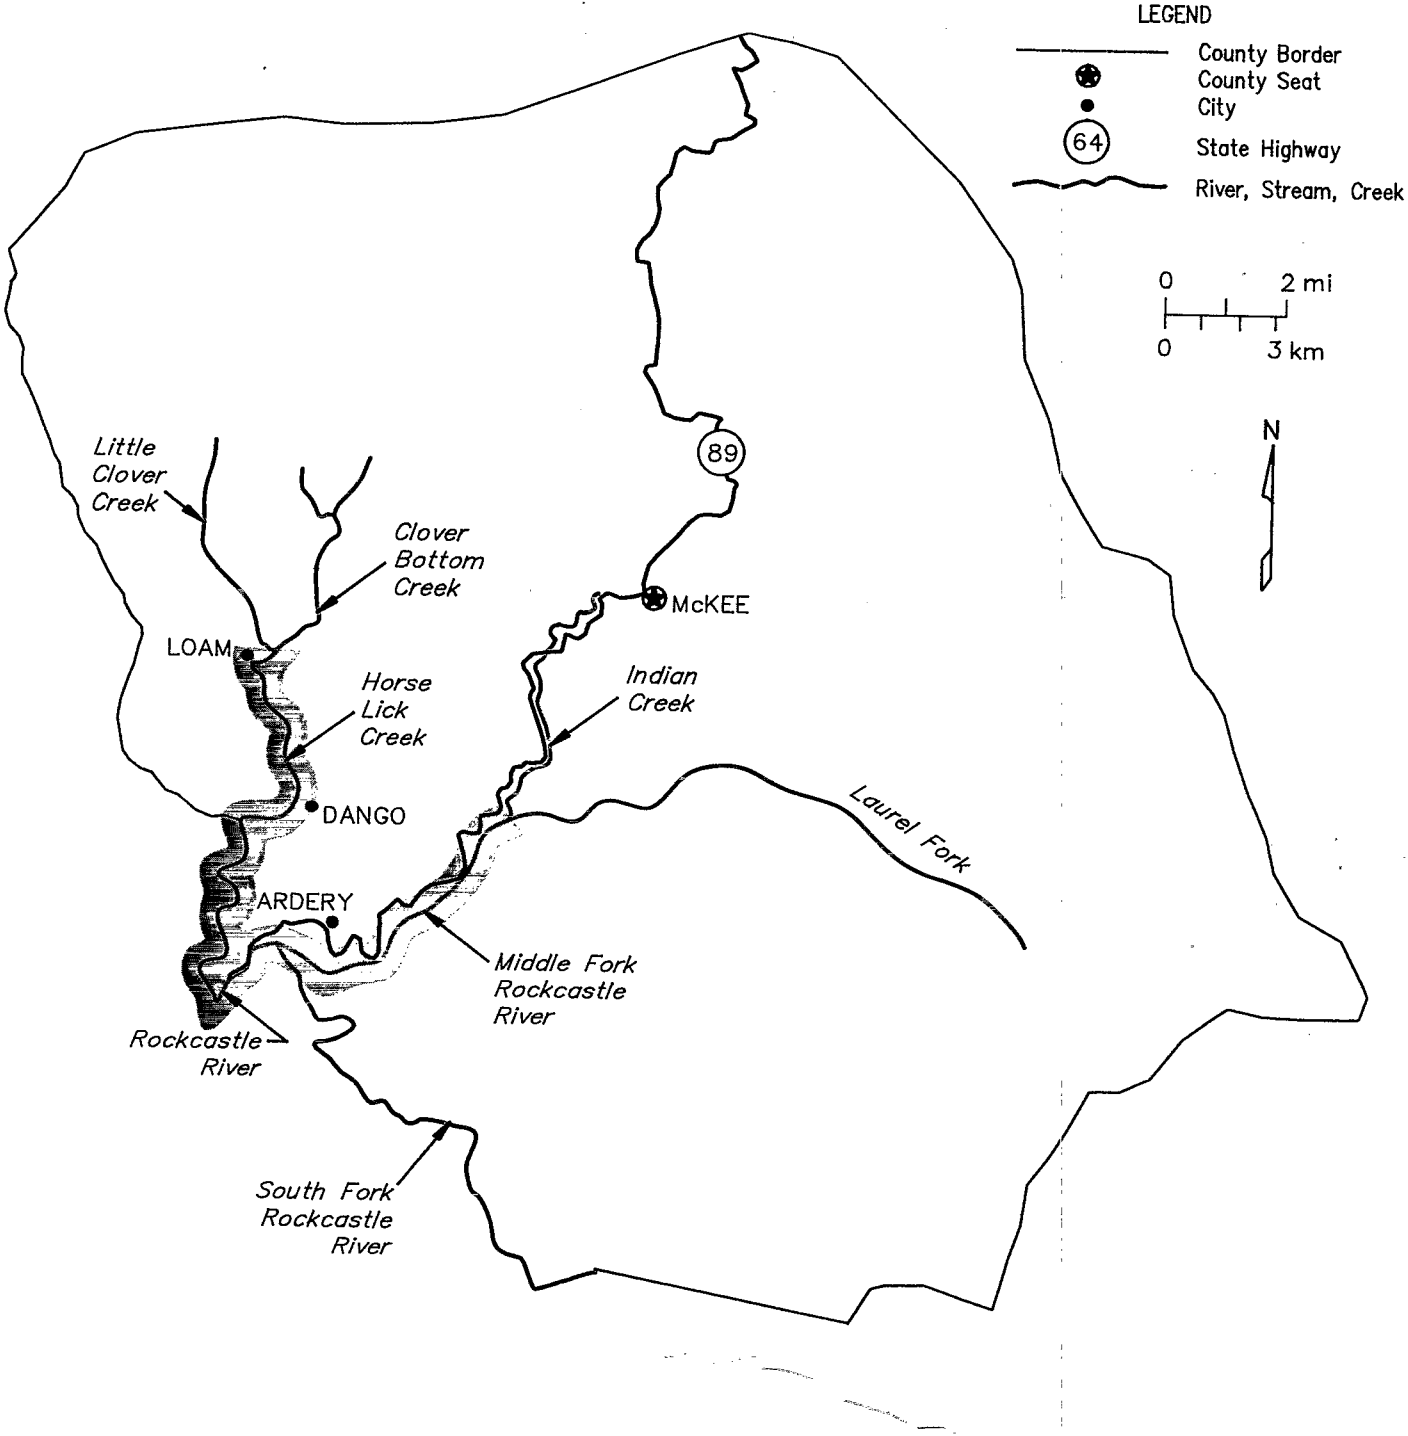 LEGEND
County Border
County Seat
City
64
State Highway
River, Stream, Creek
0 2 mi
0 3 km
N
89
Little
Clover
Creek
Clover
Bottom
Creek
McKEE
LOAM
Horse
Lick
Creek
Indian
Creek
DANGO
Laurel Fork
ARDERY
Middle Fork
Rockcastle
River
Rockcastle
River
South Fork
Rockcastle
River